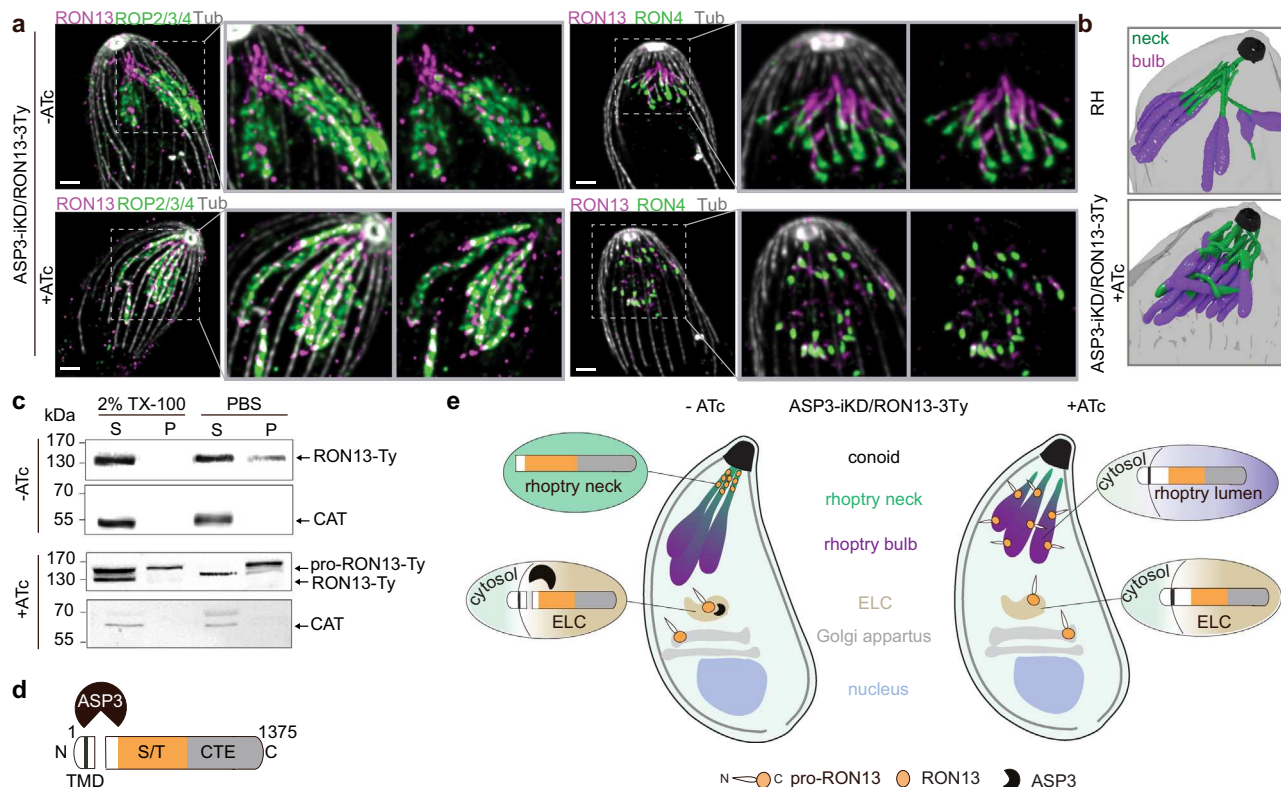 a
RON13 ROP2/3/4 Tub
RON13 RON4 Tub
ASP3-iKD/RON13-3Ty
-ATc
RON13 ROP2/3/4 Tub
RON13 RON4 Tub
+ATc
b
neck
bulb
RH
ASP3-iKD/RON13-3Ty
+ATc
c
2% TX-100 PBS
kDa S P S P
-ATc
170
130
RON13-Ty
70
55
CAT
+ATc
170
130
pro-RON13-Ty
RON13-Ty
70
55
CAT
d
ASP3
1 1375
N S/T CTE C
TMD
e
- ATc ASP3-iKD/RON13-3Ty +ATc
rhoptry neck
cytosol
ELC
conoid
rhoptry neck
rhoptry bulb
ELC
Golgi appartus
nucleus
cytosol
rhoptry lumen
cytosol
ELC
N C pro-RON13 RON13 ASP3